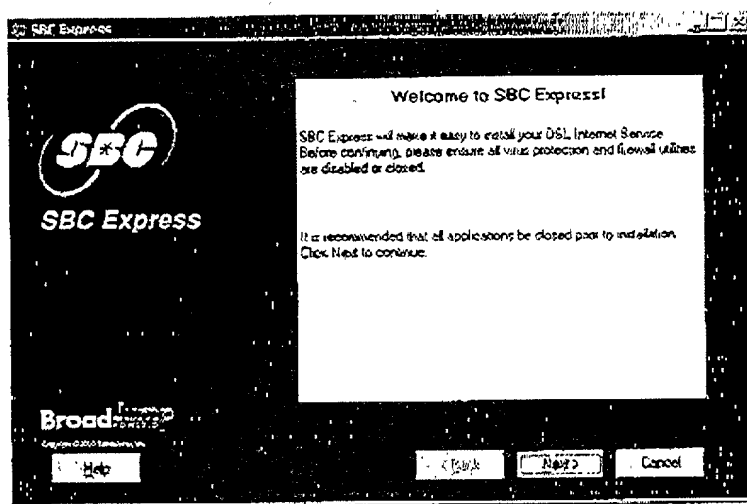 SBC Express
SBC
SBC Express
Welcome to SBC Express!
SBC Express will make it easy to install your DSL Internet Service.
Before continuing, please ensure all virus protection and firewall utilities
are disabled or closed.
It is recommended that all applications be closed prior to installation.
Click Next to continue.
Broad
Help
< Back
Next >
Cancel